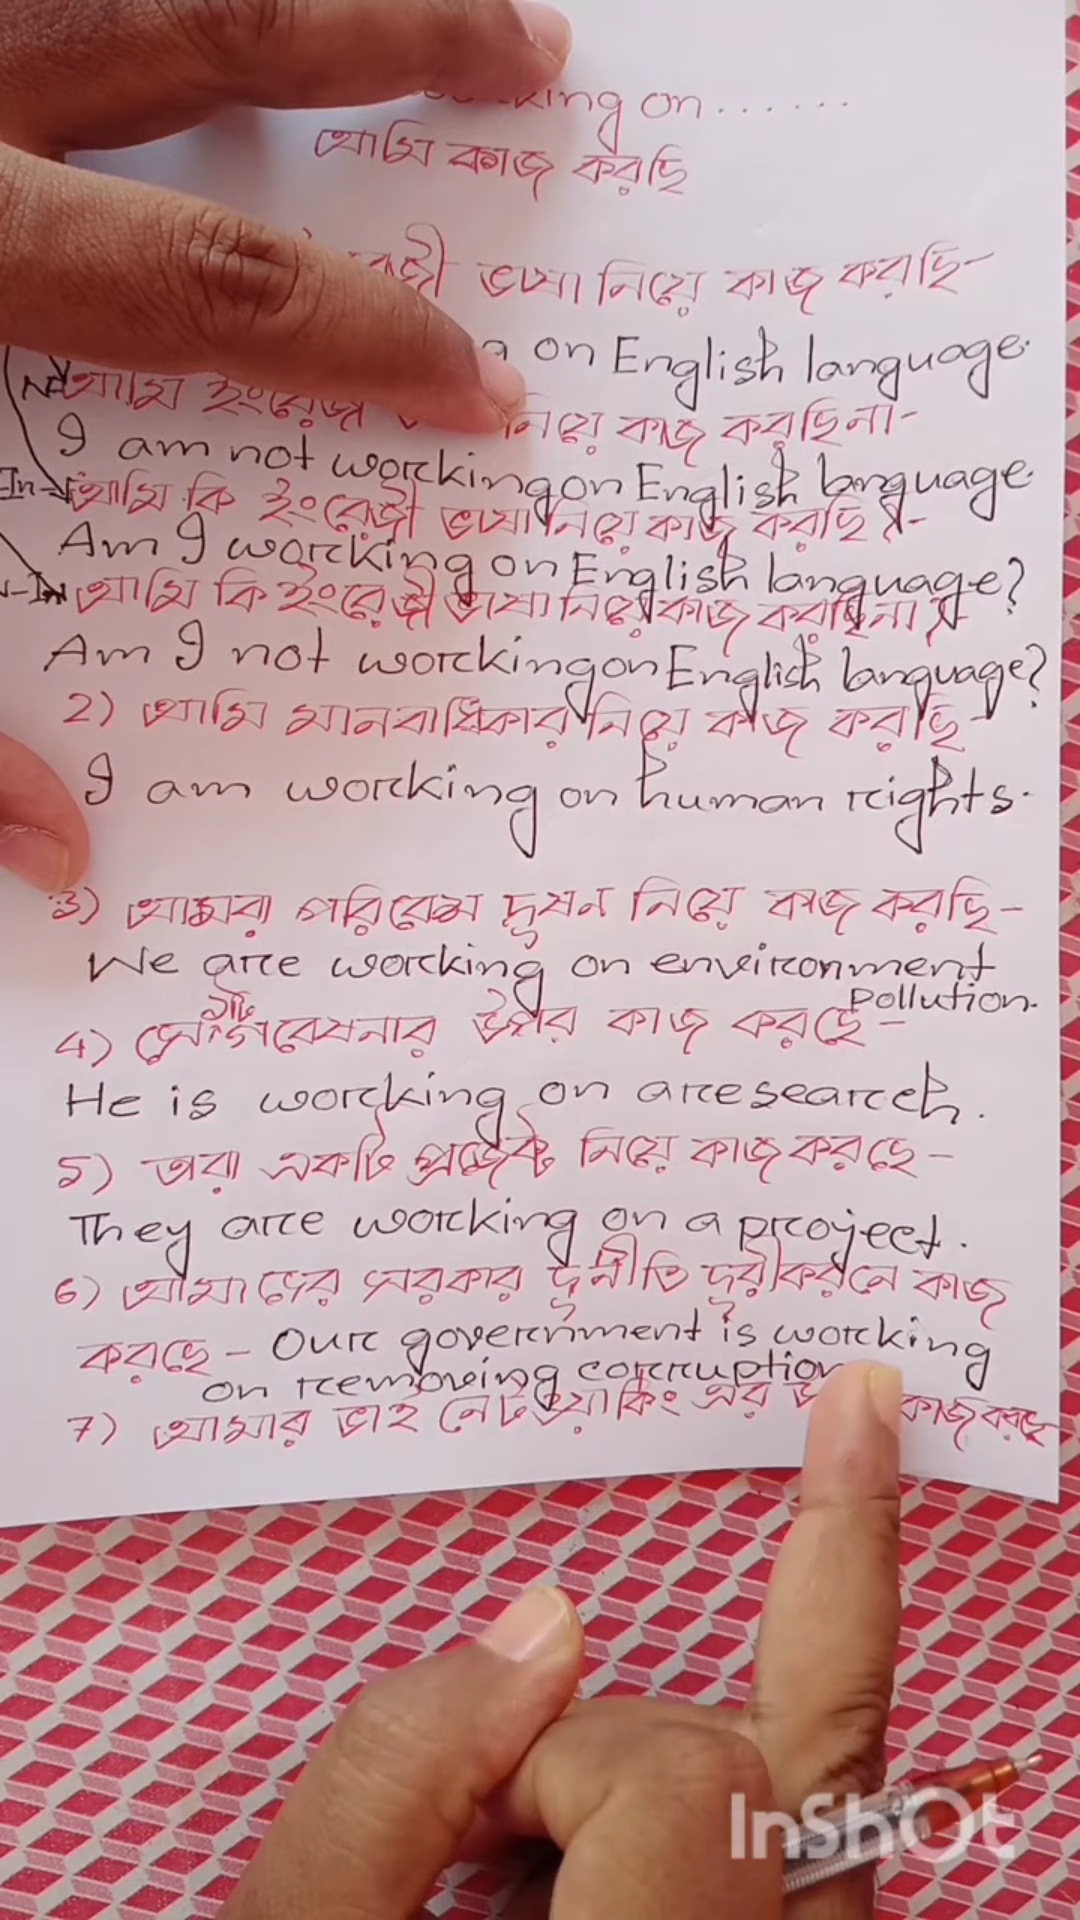 king on......
আমি কাজ করছি
ভাষা নিয়ে কাজ করছি-
on English language.
আমি ইংরেজী নিয়ে কাজ করছিনা-
I am not working on English language.
In- আমি কি ইংরেজী ভাষা নিয়ে কাজ করছি?-
Am I working on English language?
N-In আমি কি ইংরেজী ভাষা নিয়ে কাজ করছিনা?-
Am I not working on English language?
2) আমি মানবাধিকার নিয়ে কাজ করছি-
I am working on human rights.
3) আমরা পরিবেশ দূষন নিয়ে কাজ করছি-
We are working on environment
pollution.
4) সে গবেষনার উপর কাজ করছে-
He is working on a research.
5) তারা একটি প্রজেক্ট নিয়ে কাজ করছে-
They are working on a project.
6) আমাদের সরকার দূর্নীতি দূরীকরনে কাজ
করছে- Our government is working
on removing corruption
7) আমার ভাই নেটওয়ার্কিং এর কাজ করছে
InShOt